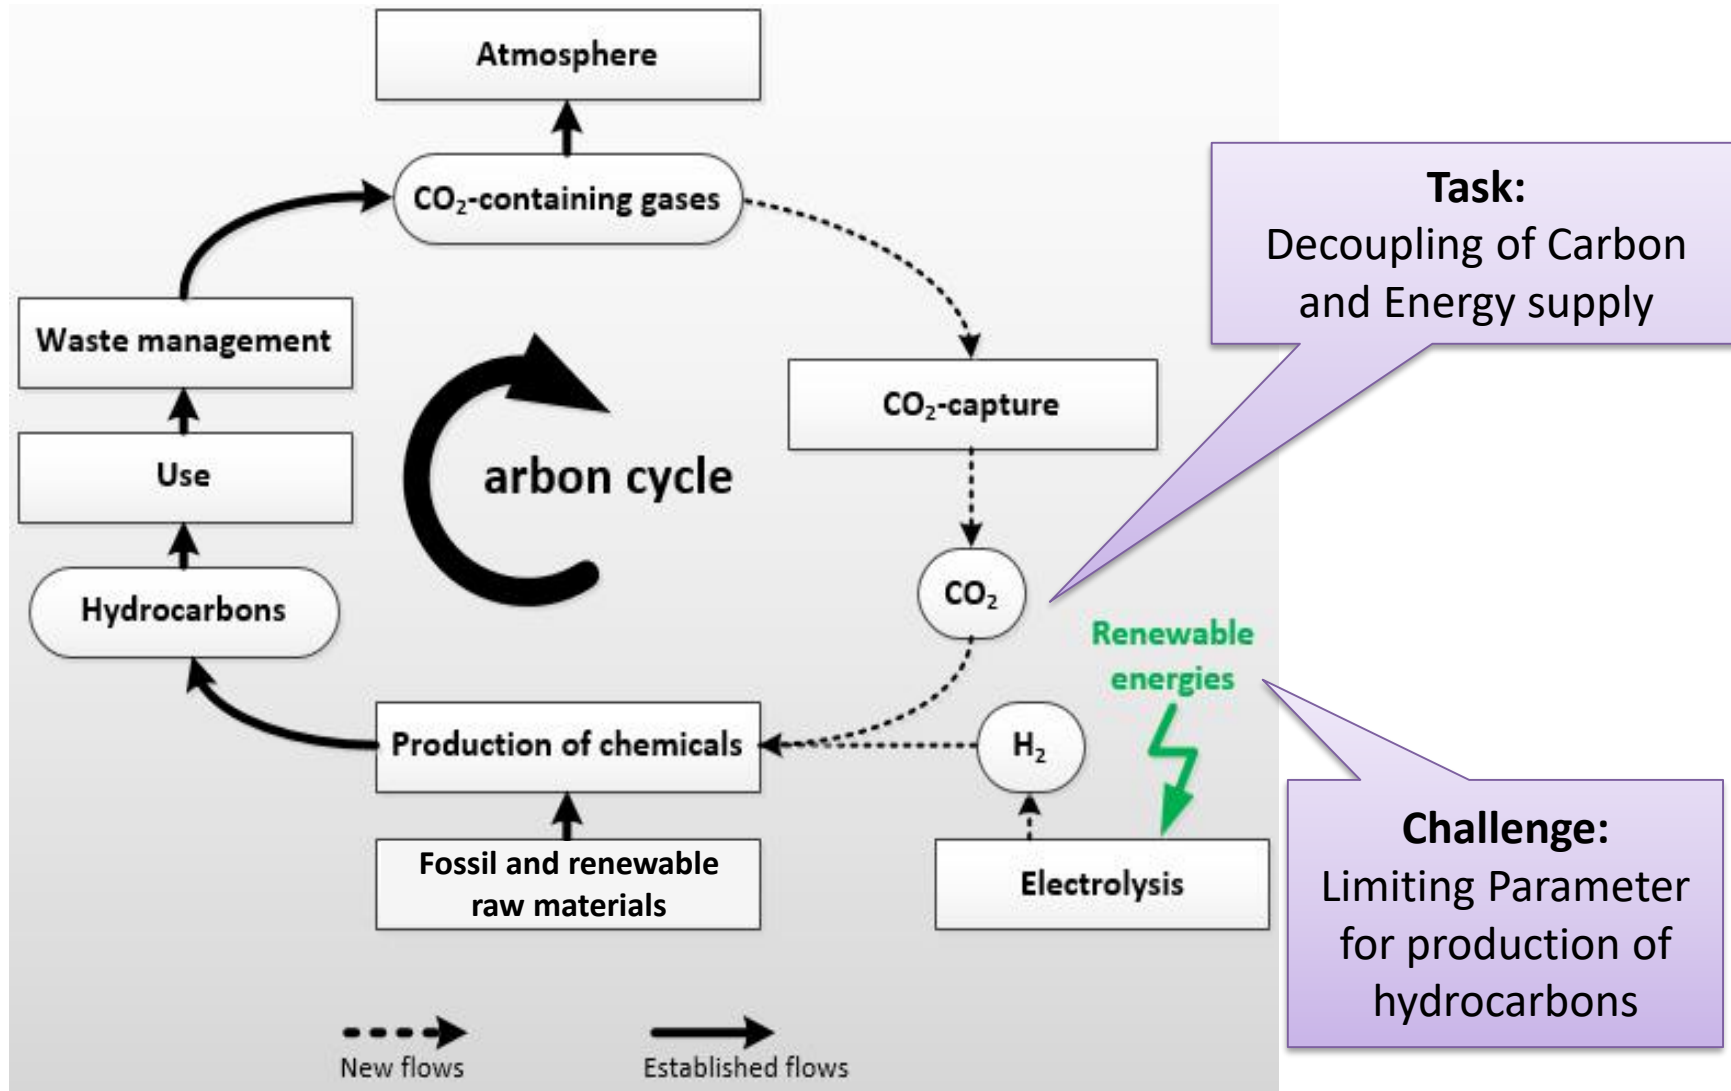 Atmosphere
CO₂-containing gases
Task:
Decoupling of Carbon
and Energy supply
Waste management
CO₂-capture
Use
arbon cycle
Hydrocarbons
CO₂
Renewable
energies
Production of chemicals
H₂
Fossil and renewable
raw materials
Electrolysis
Challenge:
Limiting Parameter
for production of
hydrocarbons
New flows
Established flows